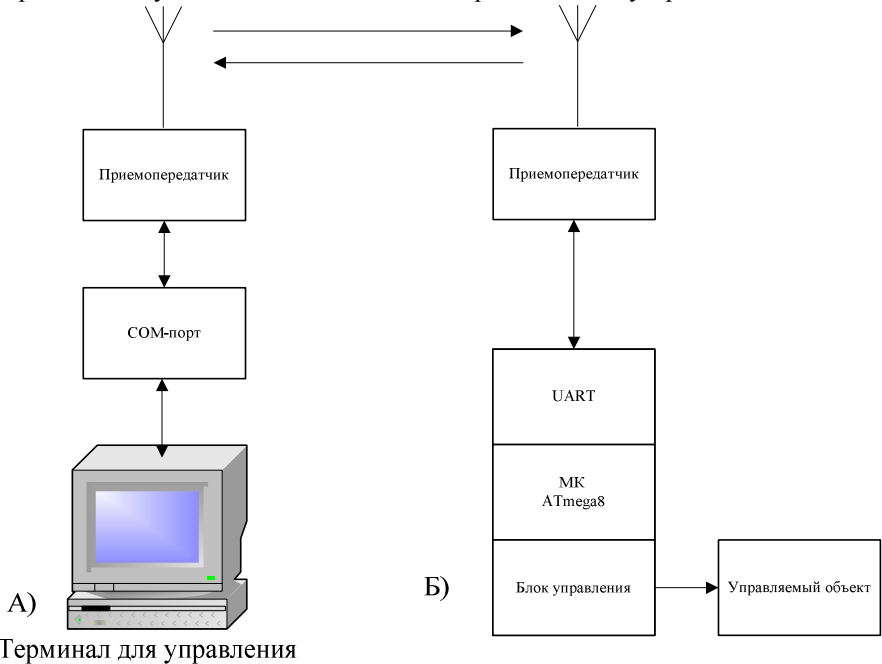 Приемопередатчик
Приемопередатчик
COM-порт
UART
МК
ATmega8
Блок управления
Управляемый объект
А)
Б)
Терминал для управления